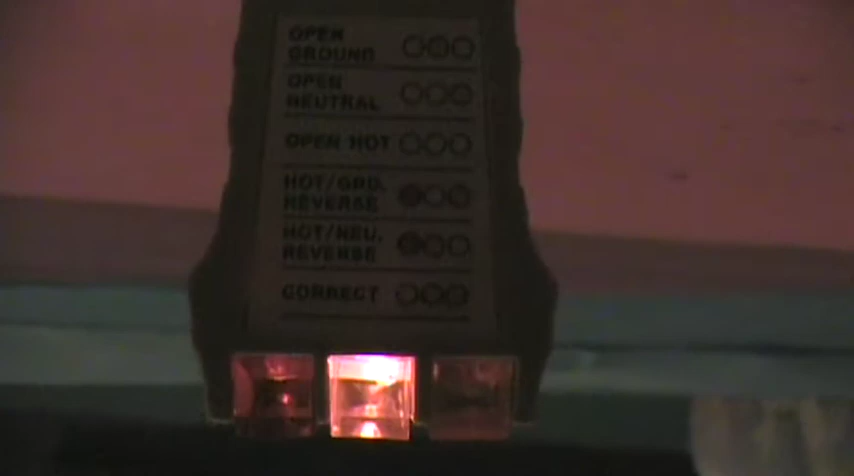 OPEN
GROUND
OPEN
NEUTRAL
OPEN HOT
HOT/GRD.
REVERSE
HOT/NEU.
REVERSE
CORRECT